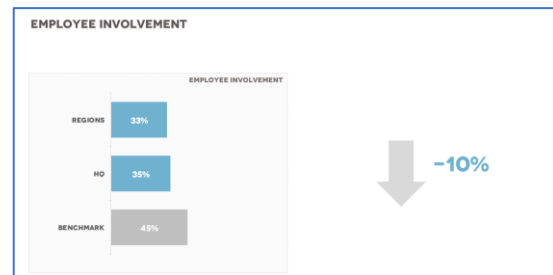 EMPLOYEE INVOLVEMENT
EMPLOYEE INVOLVEMENT
REGIONS 33%
HQ 35%
-10%
BENCHMARK 45%